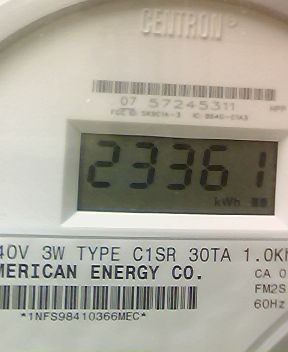 CENTRON®
07 57245311
23361
kWh
40V 3W TYPE C1SR 30TA 1.0Kh
MERICAN ENERGY CO.
CA 0
FM2S
60Hz
*1NFS98410366MEC*